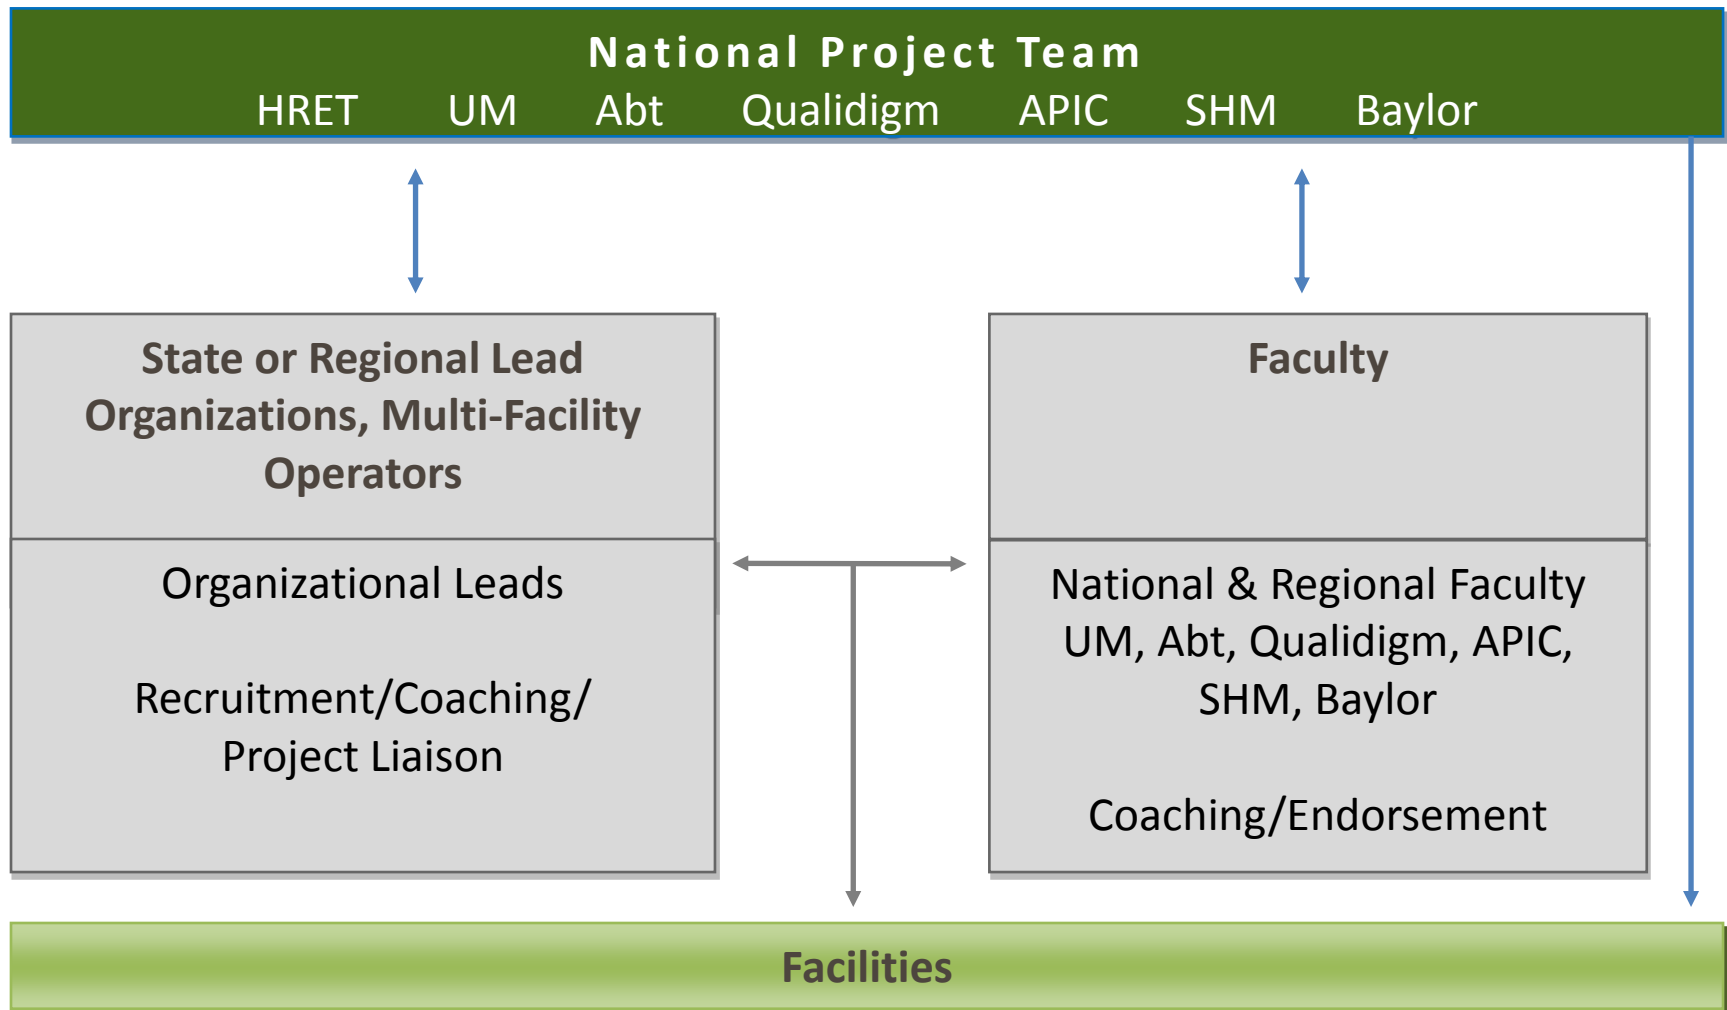 National Project Team
HRET UM Abt Qualidigm APIC SHM Baylor
State or Regional Lead
Organizations, Multi-Facility
Operators
Organizational Leads
Recruitment/Coaching/
Project Liaison
Faculty
National & Regional Faculty
UM, Abt, Qualidigm, APIC,
SHM, Baylor
Coaching/Endorsement
Facilities